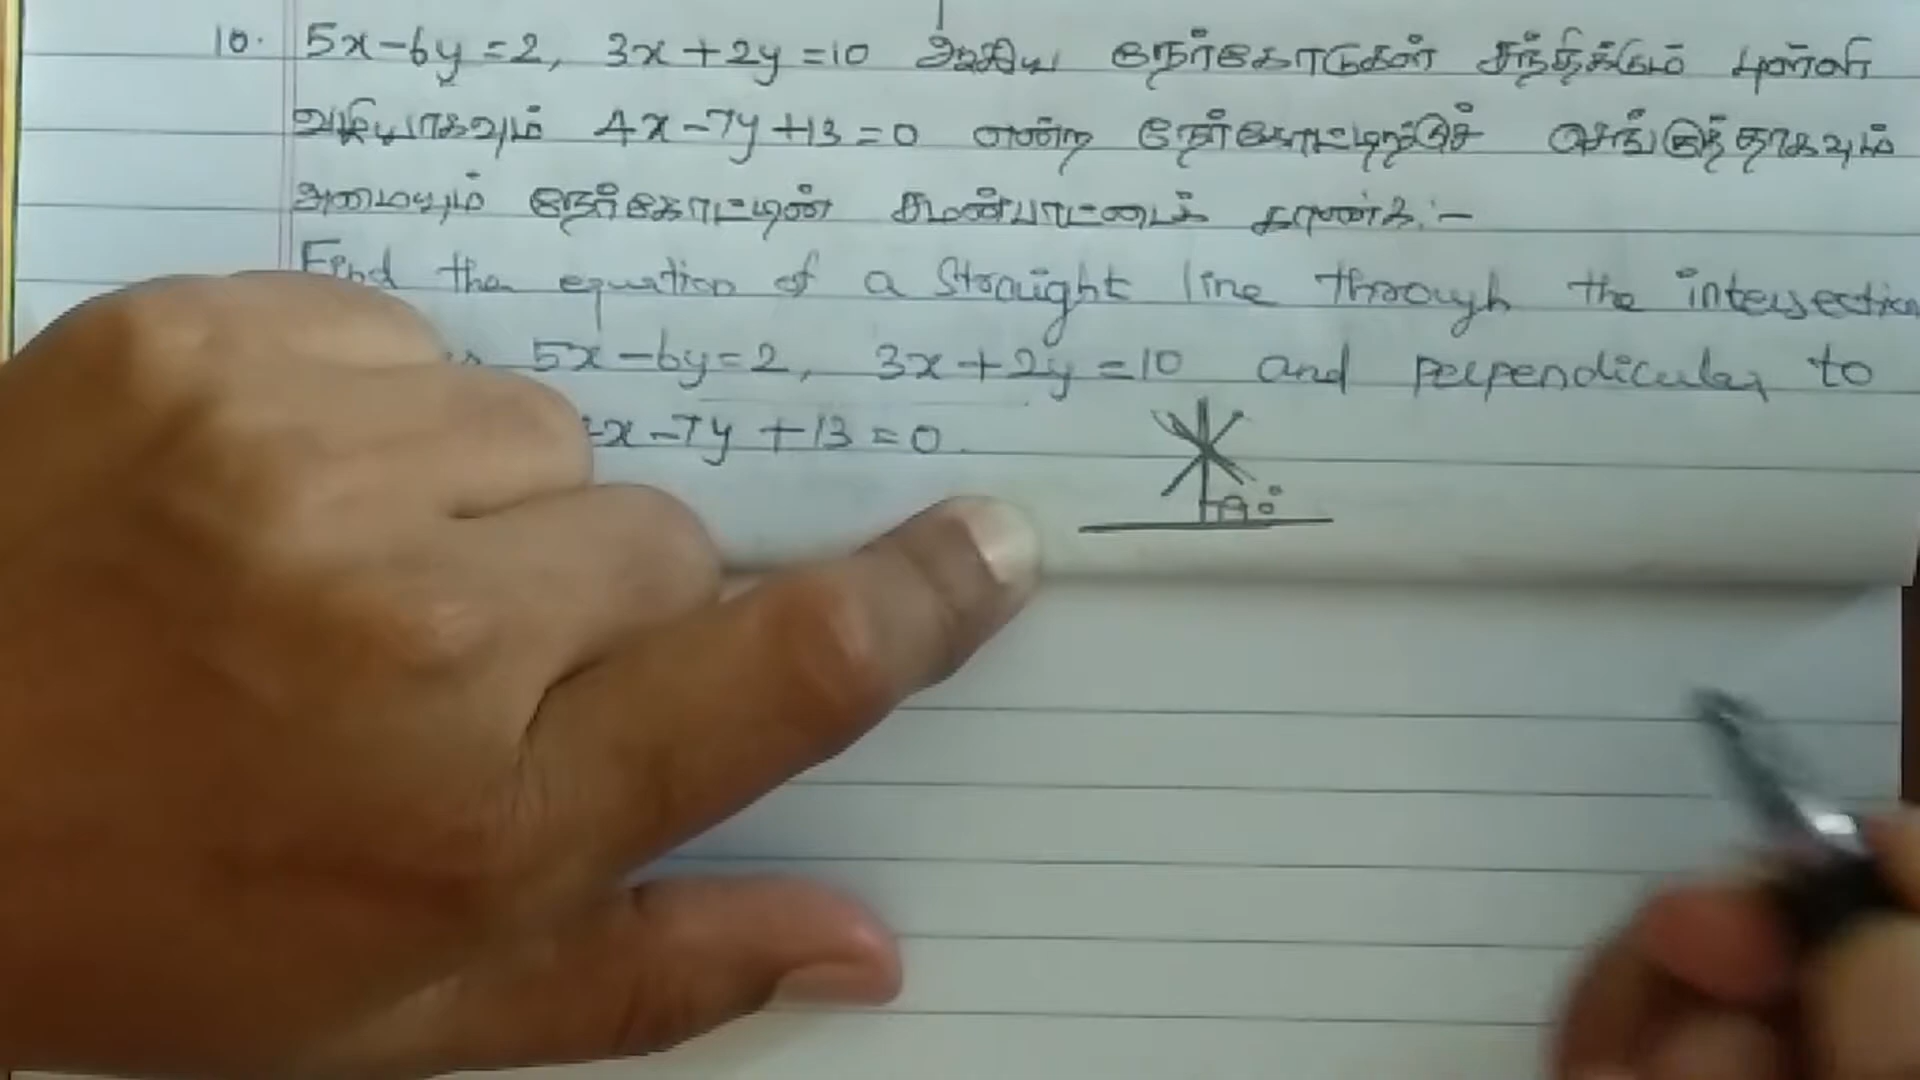 10. 5x-6y=2, 3x+2y=10 ஆகிய நேர்கோடுகள் சந்திக்கும் புள்ளி
வழியாகவும் 4x-7y+13=0 என்ற நேர்கோட்டிற்குச் செங்குத்தாகவும்
அமையும் நேர்கோட்டின் சமன்பாட்டைக் காண்க:-
Find the equation of a straight line through the intersection
5x-6y=2, 3x+2y=10 and perpendicular to
x-7y+13=0.
90°